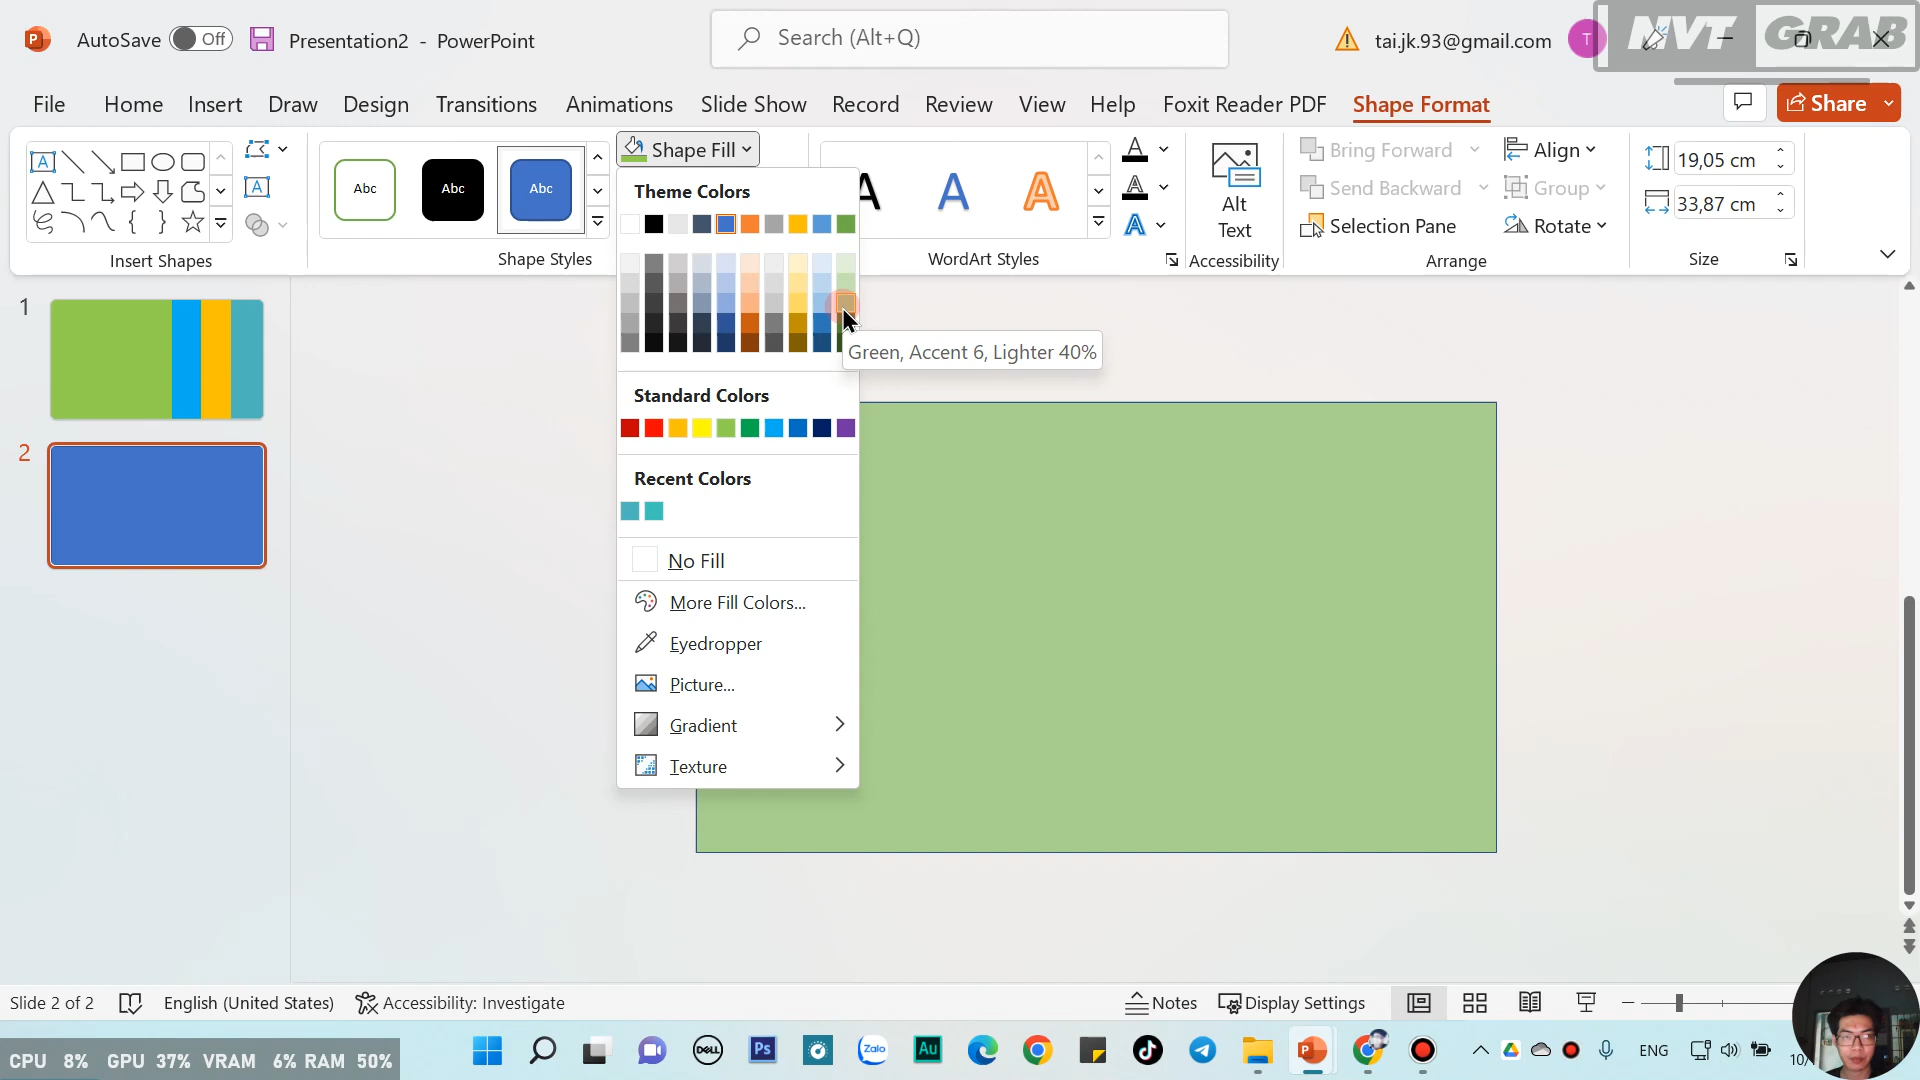 AutoSave Off Presentation2 - PowerPoint
Search (Alt+Q)
tai.jk.93@gmail.com T
NVT GRAB
File Home Insert Draw Design Transitions Animations Slide Show Record Review View Help Foxit Reader PDF Shape Format Share
Abc Abc Abc
Shape Fill
A A A
Alt
Text
Bring Forward
Send Backward
Selection Pane
Align
Group
Rotate
19,05 cm
33,87 cm
Insert Shapes Shape Styles WordArt Styles Accessibility Arrange Size
Theme Colors
Green, Accent 6, Lighter 40%
Standard Colors
Recent Colors
No Fill
More Fill Colors...
Eyedropper
Picture...
Gradient
Texture
1
2
Slide 2 of 2 English (United States) Accessibility: Investigate Notes Display Settings
CPU 8% GPU 37% VRAM 6% RAM 50%
DELL Ps Zalo Au
ENG
10/